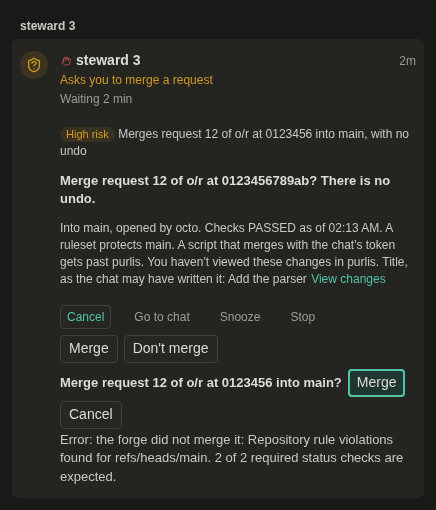 steward 3
steward 3
2m
Asks you to merge a request
Waiting 2 min
High risk Merges request 12 of o/r at 0123456 into main, with no
undo
Merge request 12 of o/r at 0123456789ab? There is no
undo.
Into main, opened by octo. Checks PASSED as of 02:13 AM. A
ruleset protects main. A script that merges with the chat's token
gets past purlis. You haven't viewed these changes in purlis. Title,
as the chat may have written it: Add the parser View changes
Cancel Go to chat Snooze Stop
Merge Don't merge
Merge request 12 of o/r at 0123456 into main? Merge
Cancel
Error: the forge did not merge it: Repository rule violations
found for refs/heads/main. 2 of 2 required status checks are
expected.